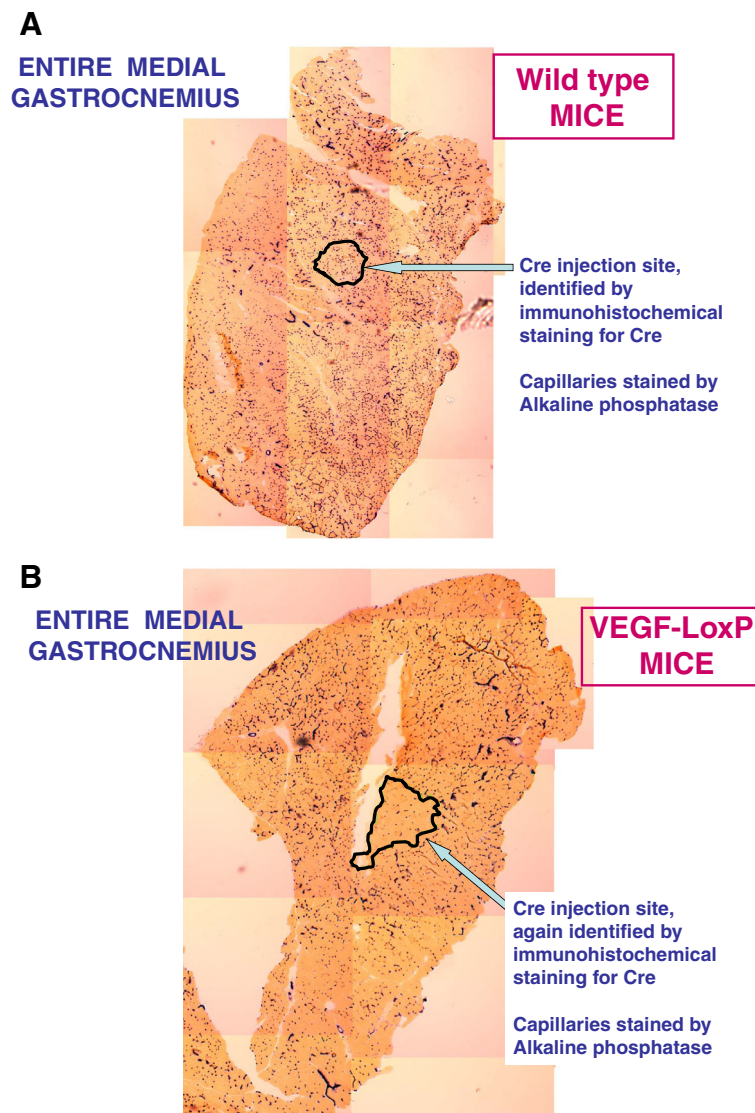 A
ENTIRE MEDIAL
GASTROCNEMIUS
Wild type
MICE
Cre injection site,
identified by
immunohistochemical
staining for Cre
Capillaries stained by
Alkaline phosphatase
B
ENTIRE MEDIAL
GASTROCNEMIUS
VEGF-LoxP
MICE
Cre injection site,
again identified by
immunohistochemical
staining for Cre
Capillaries stained by
Alkaline phosphatase